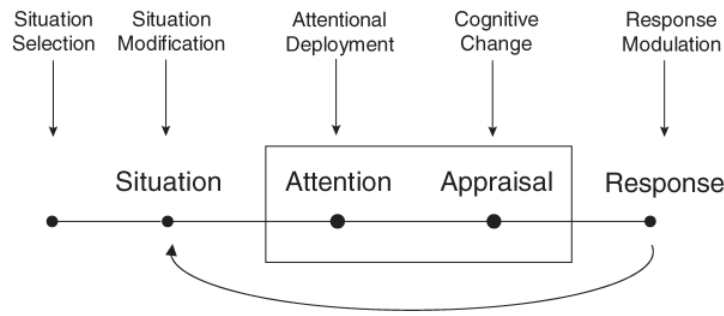 Situation
Selection
Situation
Modification
Attentional
Deployment
Cognitive
Change
Response
Modulation
Situation
Attention
Appraisal
Response